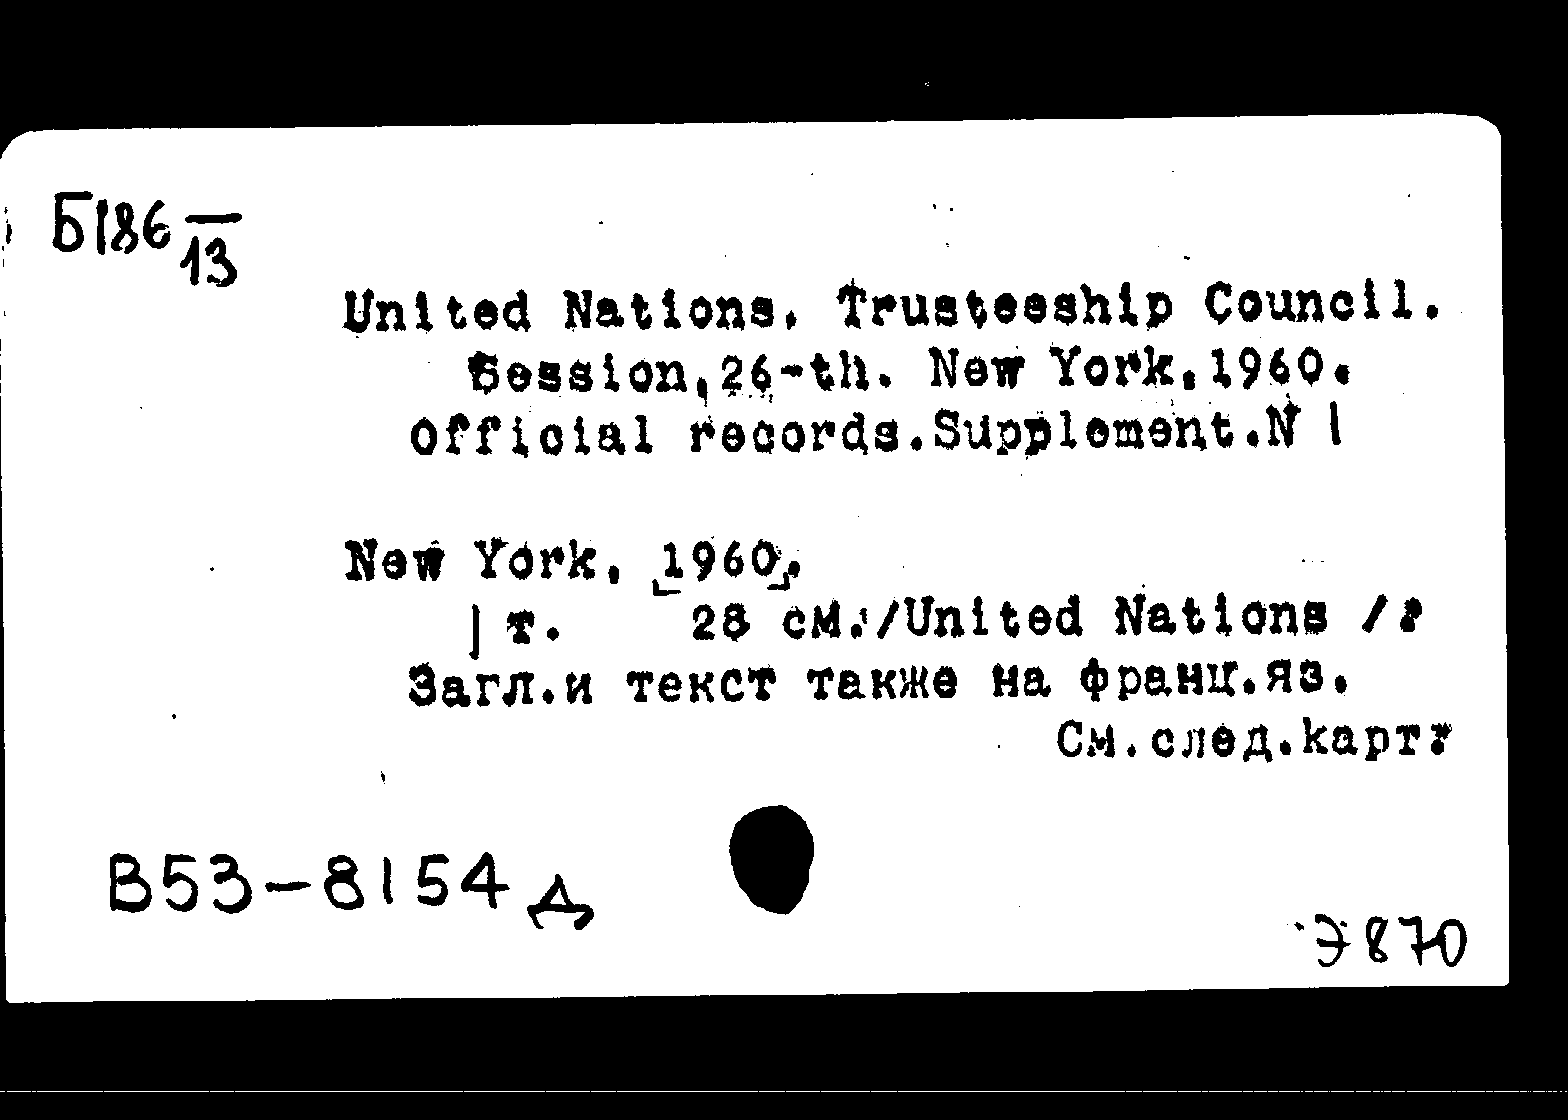 Б186 —
13
United Nations. Trusteeship Council.
Session,26-th. New York.1960.
Official records.Supplement.N 1
New York, [1960].
1 т. 28 см./United Nations /.
Загл.и текст также на франц.яз.
См.след.карт.
В53-8154 Д
Э870